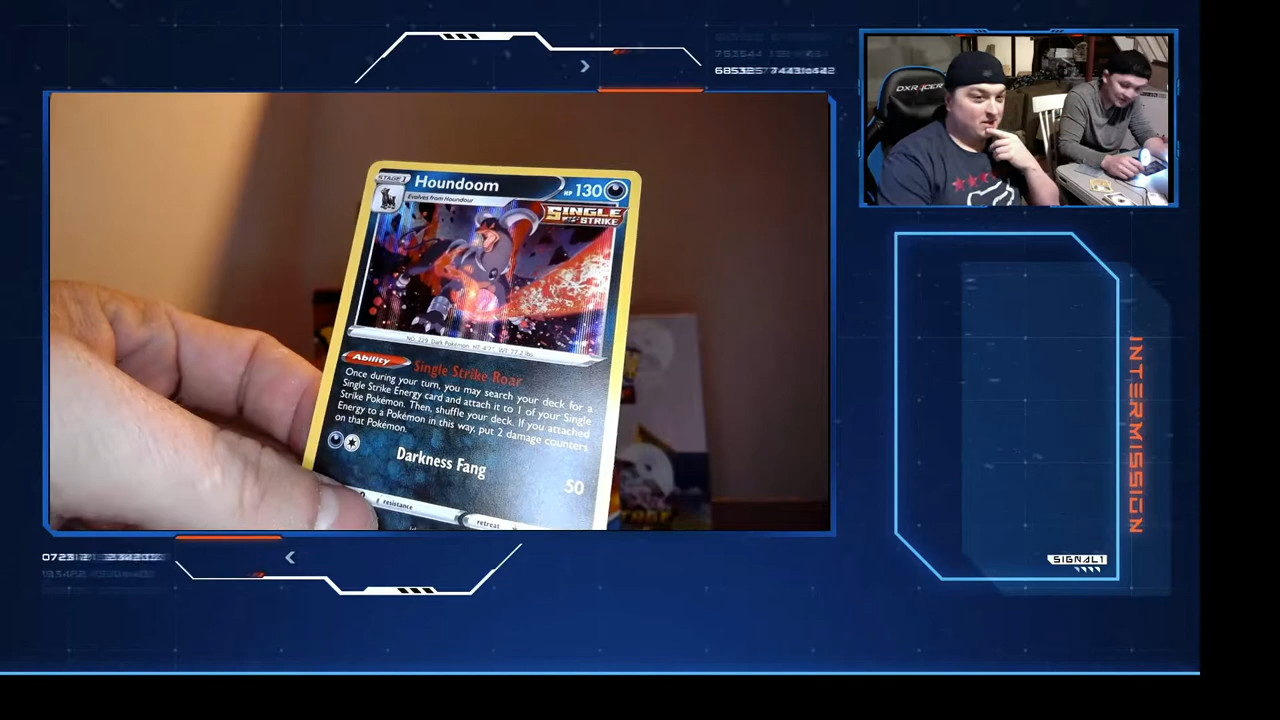 DXRACER
STAGE 1
Houndoom
HP 130
Evolves from Houndour
SINGLE
STRIKE
NO. 229 Dark Pokémon HT: 4'7" WT: 77.2 lbs.
Ability
Single Strike Roar
Once during your turn, you may search your deck for a
Single Strike Energy card and attach it to 1 of your Single
Strike Pokémon. Then, shuffle your deck. If you attached
Energy to a Pokémon in this way, put 2 damage counters
on that Pokémon.
Darkness Fang
50
resistance
retreat
INTERMISSION
SIGNAL1